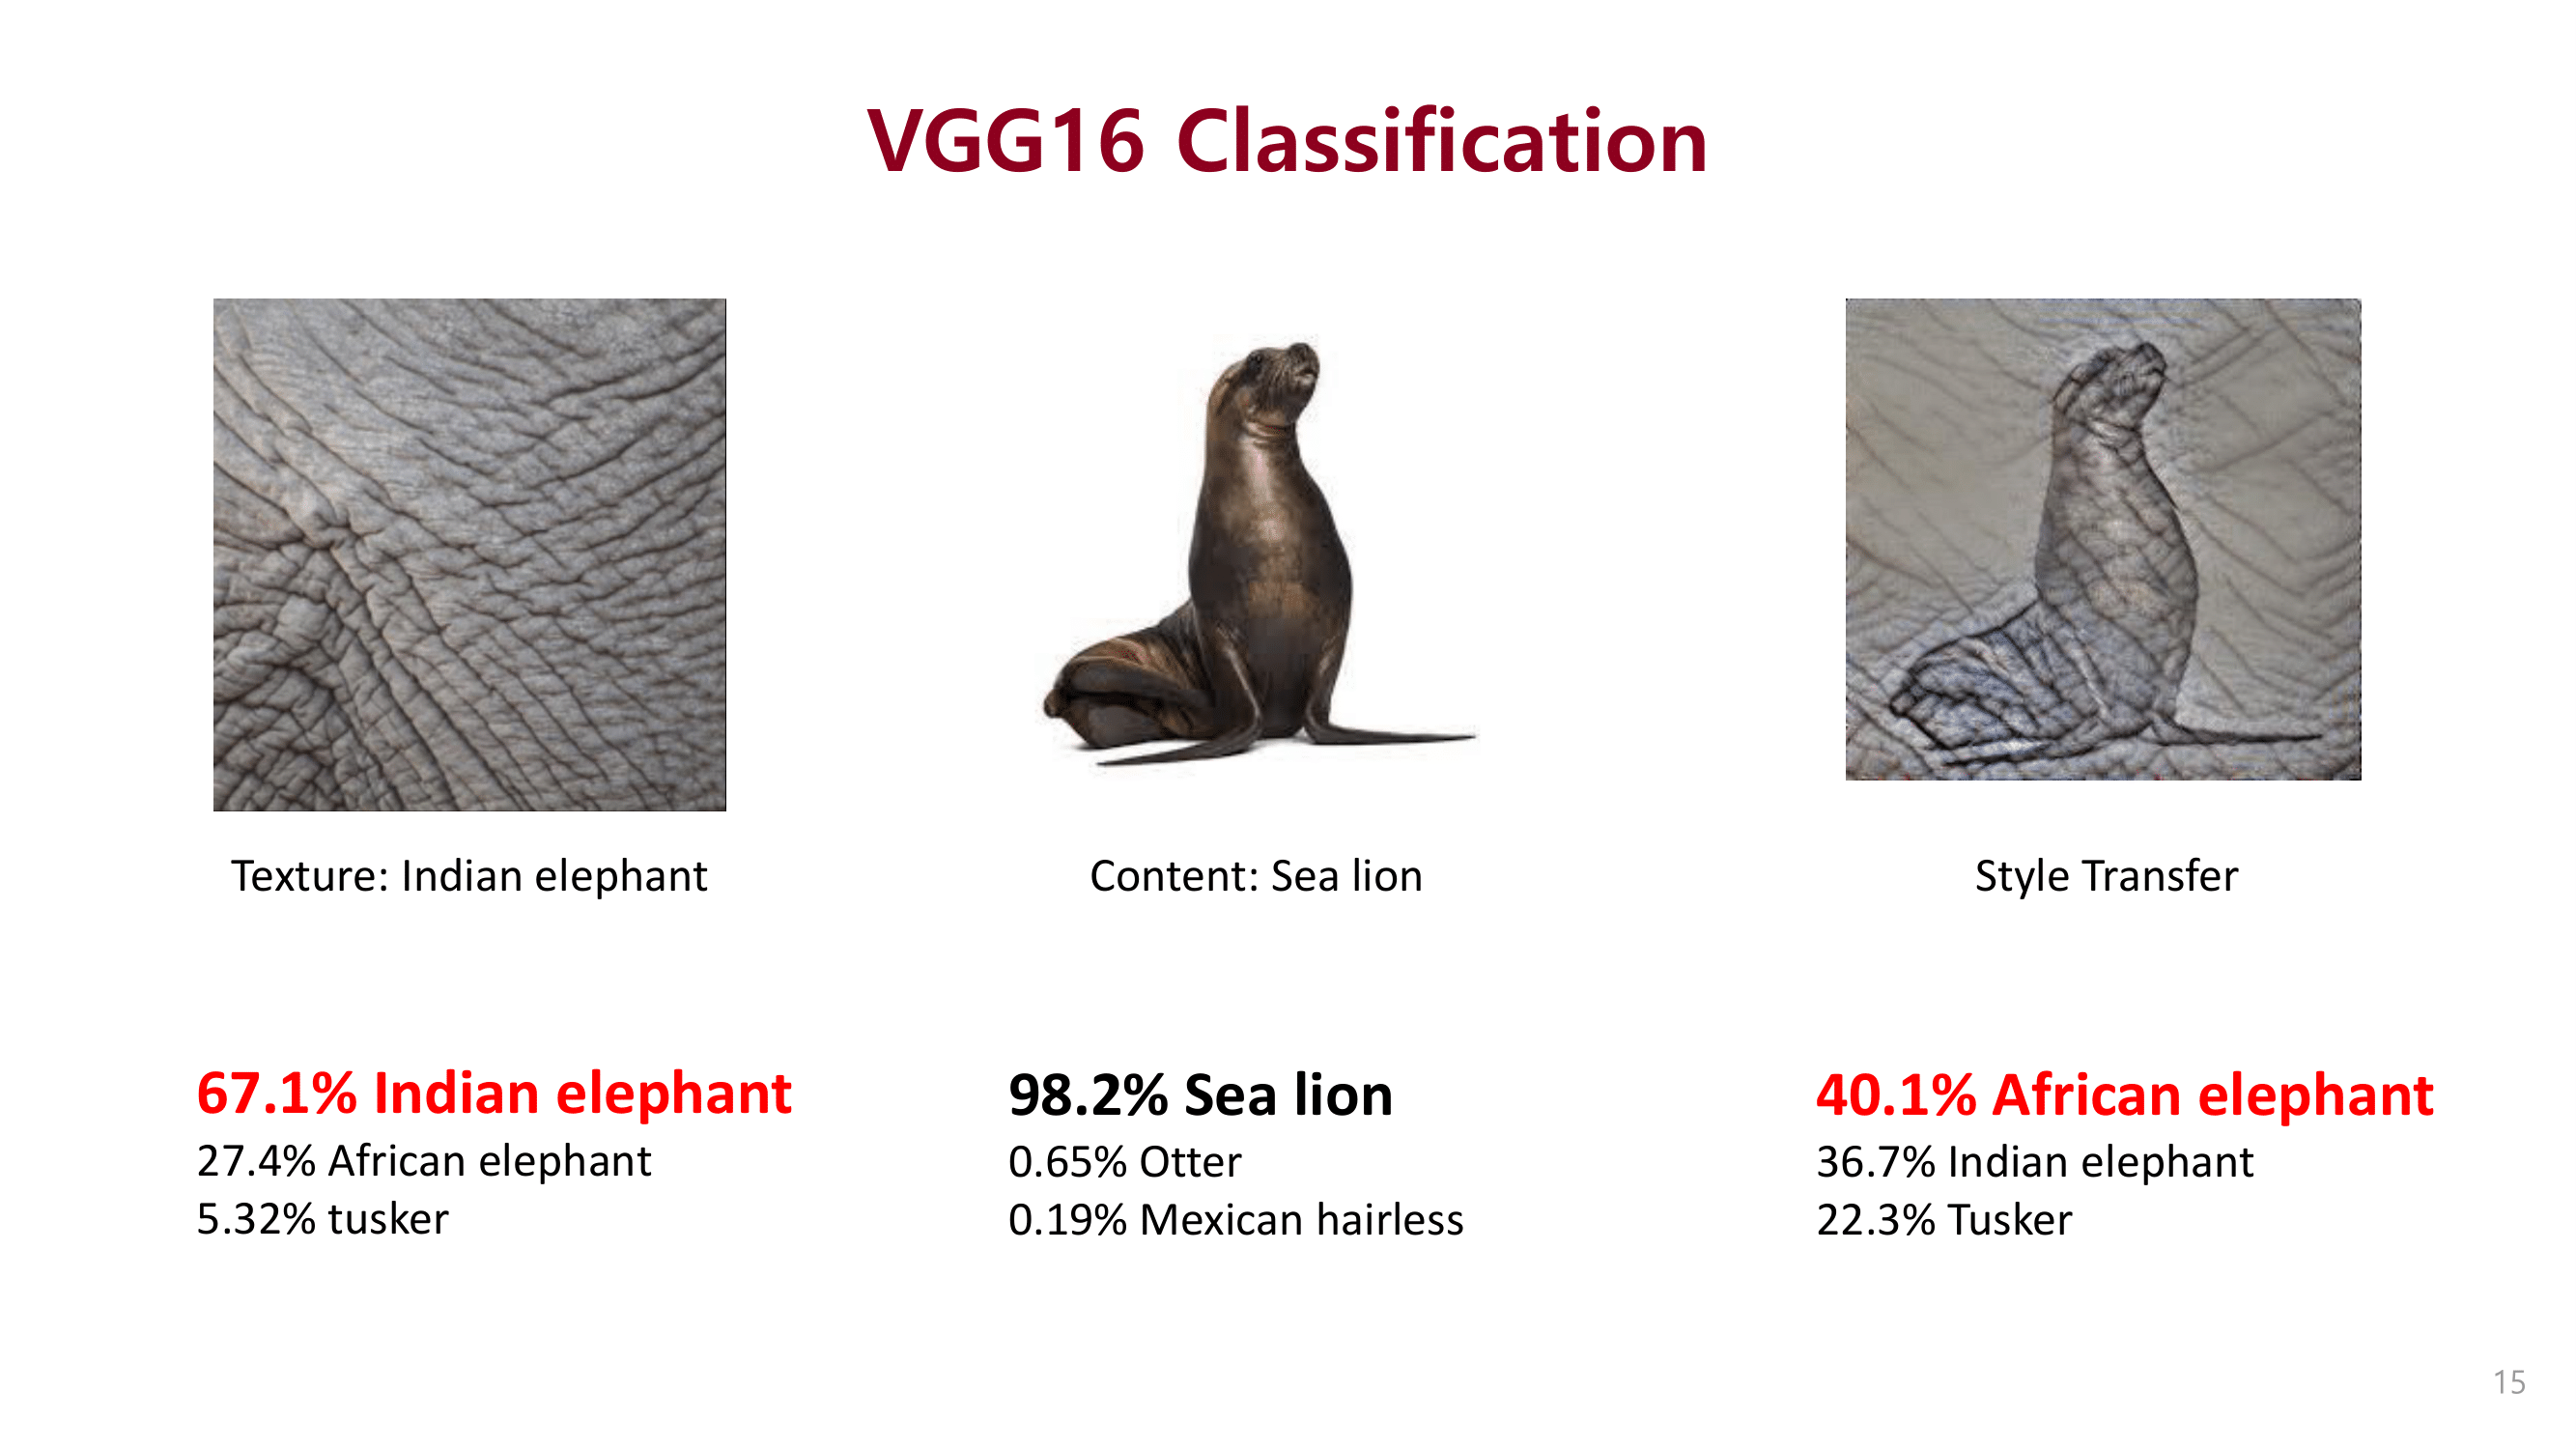 VGG16 Classification
Texture: Indian elephant
Content: Sea lion
Style Transfer
67.1% Indian elephant
27.4% African elephant
5.32% tusker
98.2% Sea lion
0.65% Otter
0.19% Mexican hairless
40.1% African elephant
36.7% Indian elephant
22.3% Tusker
15